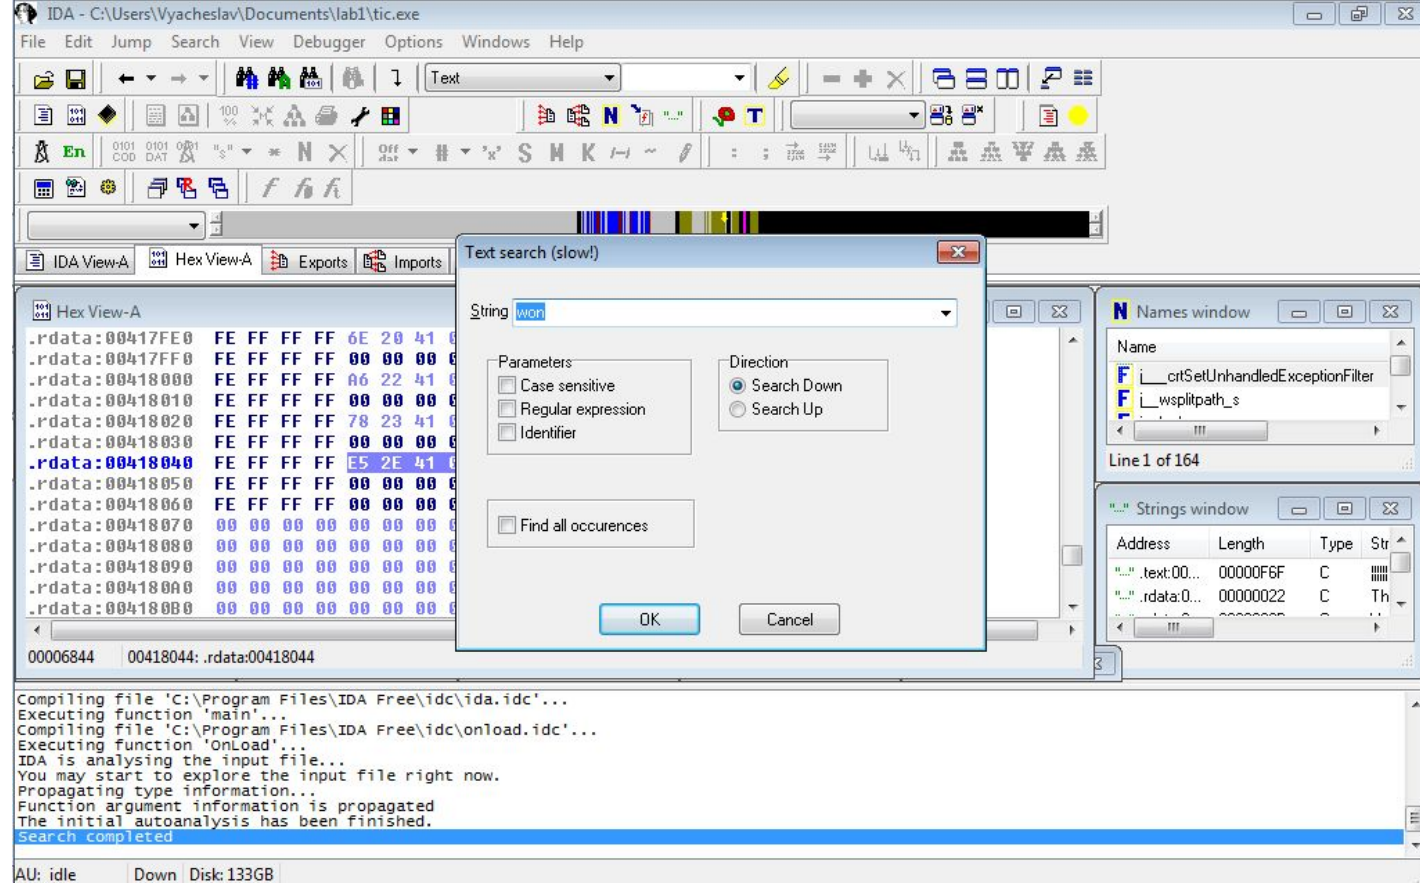 IDA - C:\Users\Vyacheslav\Documents\lab1\tic.exe
File Edit Jump Search View Debugger Options Windows Help
Text
En
IDA View-A Hex View-A Exports Imports
Text search (slow!)
String won
Parameters
Case sensitive
Regular expression
Identifier
Direction
Search Down
Search Up
Find all occurences
OK Cancel
Hex View-A
.rdata:00417FE0 FE FF FF FF 6E 20 41
.rdata:00417FF0 FE FF FF FF 00 00 00
.rdata:00418000 FE FF FF FF A6 22 41
.rdata:00418010 FE FF FF FF 00 00 00
.rdata:00418020 FE FF FF FF 78 23 41
.rdata:00418030 FE FF FF FF 00 00 00
.rdata:00418040 FE FF FF FF E5 2E 41
.rdata:00418050 FE FF FF FF 00 00 00
.rdata:00418060 FE FF FF FF 00 00 00
.rdata:00418070 00 00 00 00 00 00 00
.rdata:00418080 00 00 00 00 00 00 00
.rdata:00418090 00 00 00 00 00 00 00
.rdata:004180A0 00 00 00 00 00 00 00
.rdata:004180B0 00 00 00 00 00 00 00
00006844 00418044: .rdata:00418044
Names window
Name
j___crtSetUnhandledExceptionFilter
j__wsplitpath_s
Line 1 of 164
Strings window
Address Length Type Str
.text:00... 00000F6F C
.rdata:0... 00000022 C Th
Compiling file 'C:\Program Files\IDA Free\idc\ida.idc'...
Executing function 'main'...
Compiling file 'C:\Program Files\IDA Free\idc\onload.idc'...
Executing function 'OnLoad'...
IDA is analysing the input file...
You may start to explore the input file right now.
Propagating type information...
Function argument information is propagated
The initial autoanalysis has been finished.
Search completed
AU: idle Down Disk: 133GB